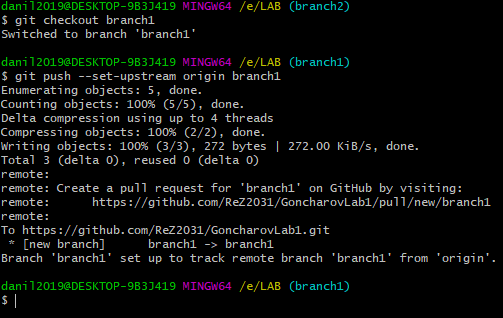 danil2019@DESKTOP-9B3J419 MINGW64 /e/LAB (branch2)
$ git checkout branch1
Switched to branch 'branch1'
danil2019@DESKTOP-9B3J419 MINGW64 /e/LAB (branch1)
$ git push --set-upstream origin branch1
Enumerating objects: 5, done.
Counting objects: 100% (5/5), done.
Delta compression using up to 4 threads
Compressing objects: 100% (2/2), done.
Writing objects: 100% (3/3), 272 bytes | 272.00 KiB/s, done.
Total 3 (delta 0), reused 0 (delta 0)
remote:
remote: Create a pull request for 'branch1' on GitHub by visiting:
remote:      https://github.com/ReZ2031/GoncharovLab1/pull/new/branch1
remote:
To https://github.com/ReZ2031/GoncharovLab1.git
 * [new branch]      branch1 -> branch1
Branch 'branch1' set up to track remote branch 'branch1' from 'origin'.
danil2019@DESKTOP-9B3J419 MINGW64 /e/LAB (branch1)
$